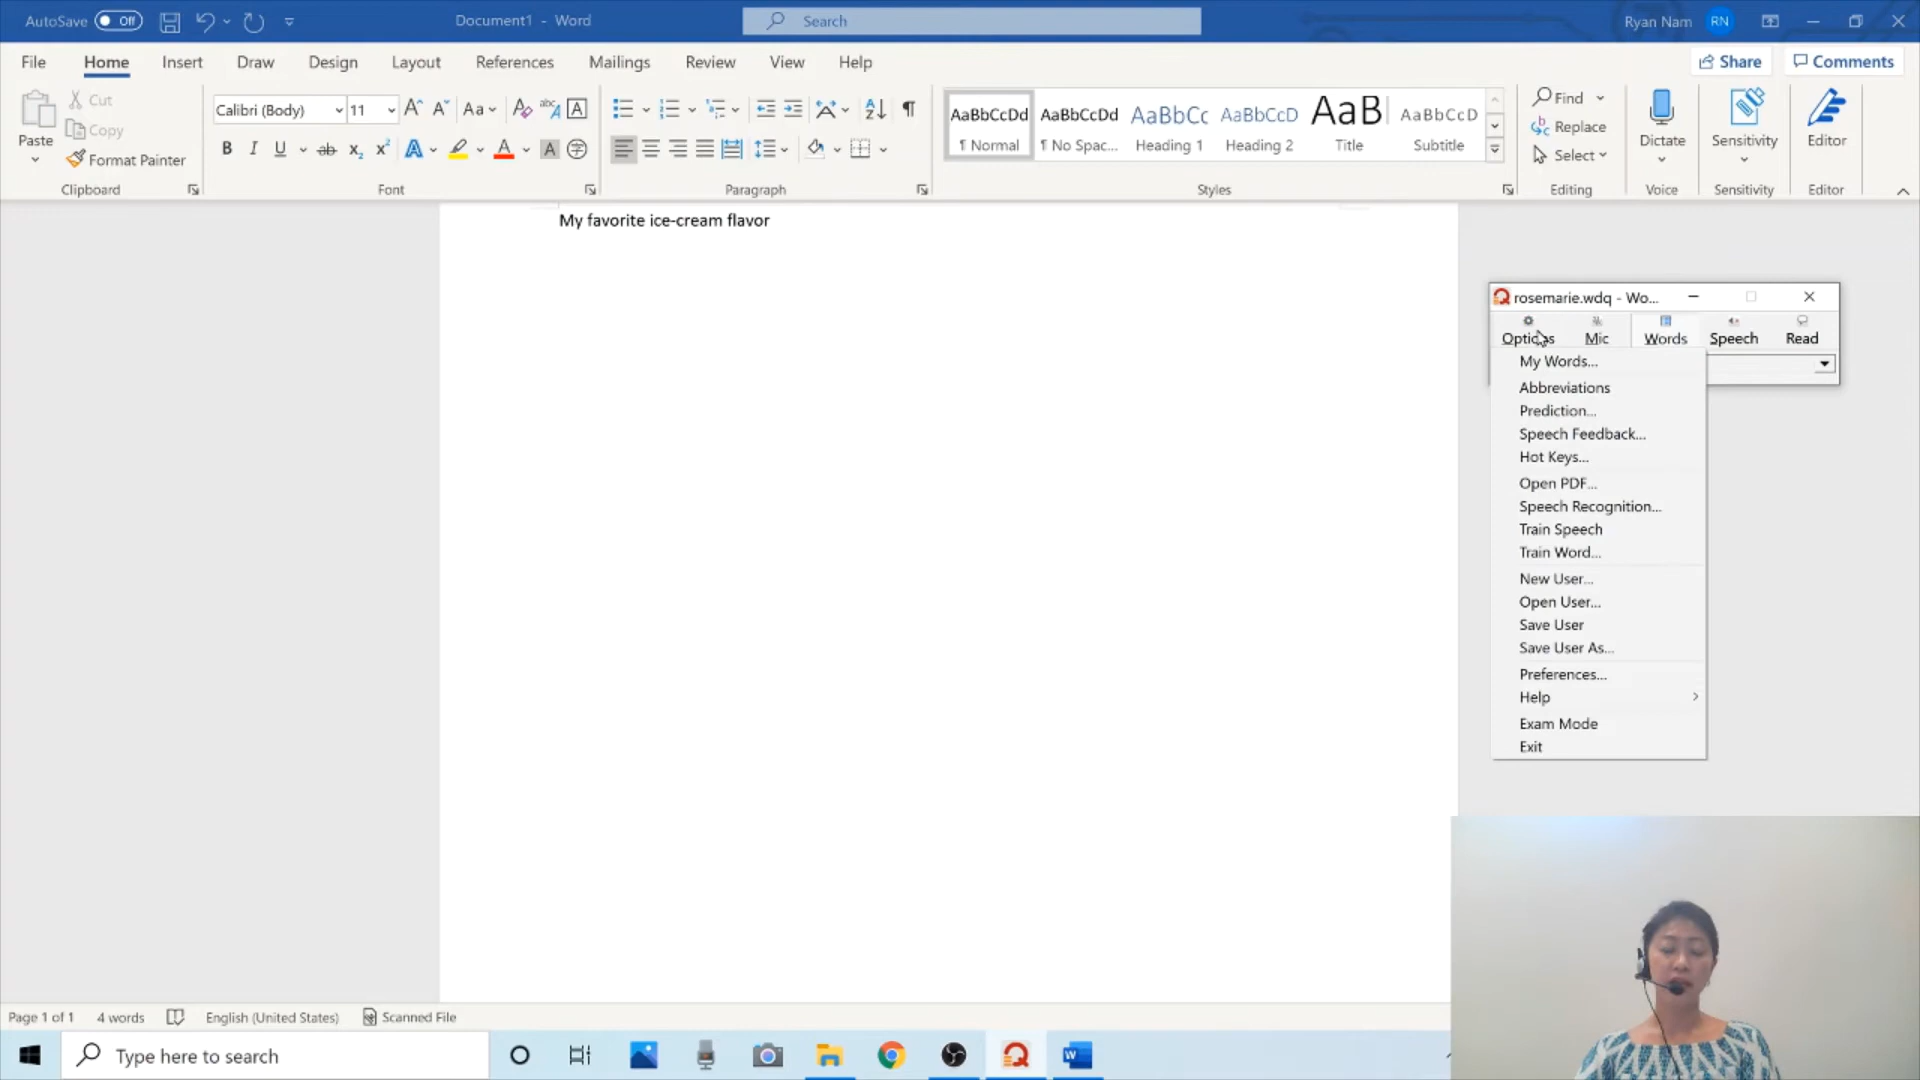 AutoSave Off
Document1 - Word
Search
Ryan Nam RN
File Home Insert Draw Design Layout References Mailings Review View Help
Share Comments
Paste
Cut
Copy
Format Painter
Clipboard
Calibri (Body) 11
Font
Paragraph
AaBbCcDd AaBbCcDd AaBbCc AaBbCcD AaB AaBbCcD
¶ Normal ¶ No Spac... Heading 1 Heading 2 Title Subtitle
Styles
Find
Replace
Select
Editing
Dictate
Voice
Sensitivity
Sensitivity
Editor
Editor
My favorite ice-cream flavor
rosemarie.wdq - Wo...
Options Mic Words Speech Read
My Words...
Abbreviations
Prediction...
Speech Feedback...
Hot Keys...
Open PDF...
Speech Recognition...
Train Speech
Train Word...
New User...
Open User...
Save User
Save User As...
Preferences...
Help
Exam Mode
Exit
Page 1 of 1 4 words English (United States) Scanned File
Type here to search